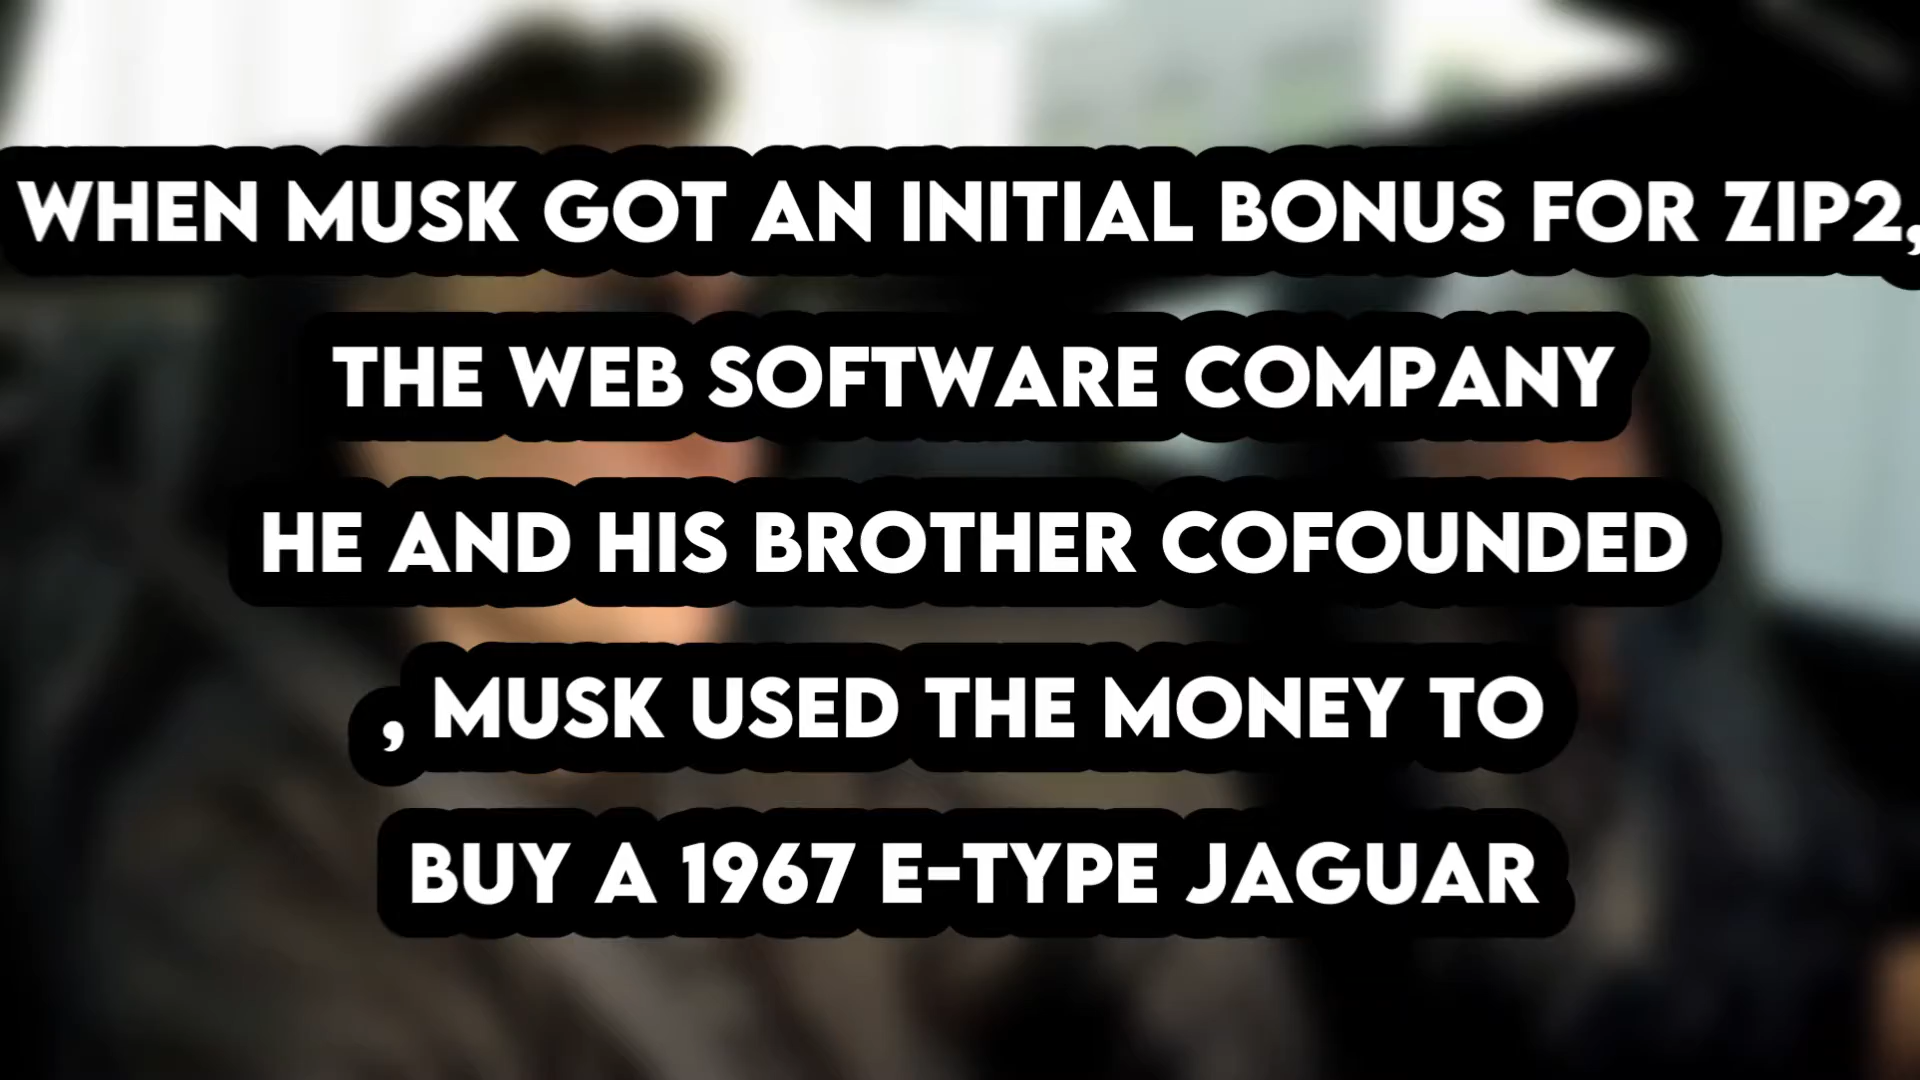 WHEN MUSK GOT AN INITIAL BONUS FOR ZIP2,
THE WEB SOFTWARE COMPANY
HE AND HIS BROTHER COFOUNDED
, MUSK USED THE MONEY TO
BUY A 1967 E-TYPE JAGUAR